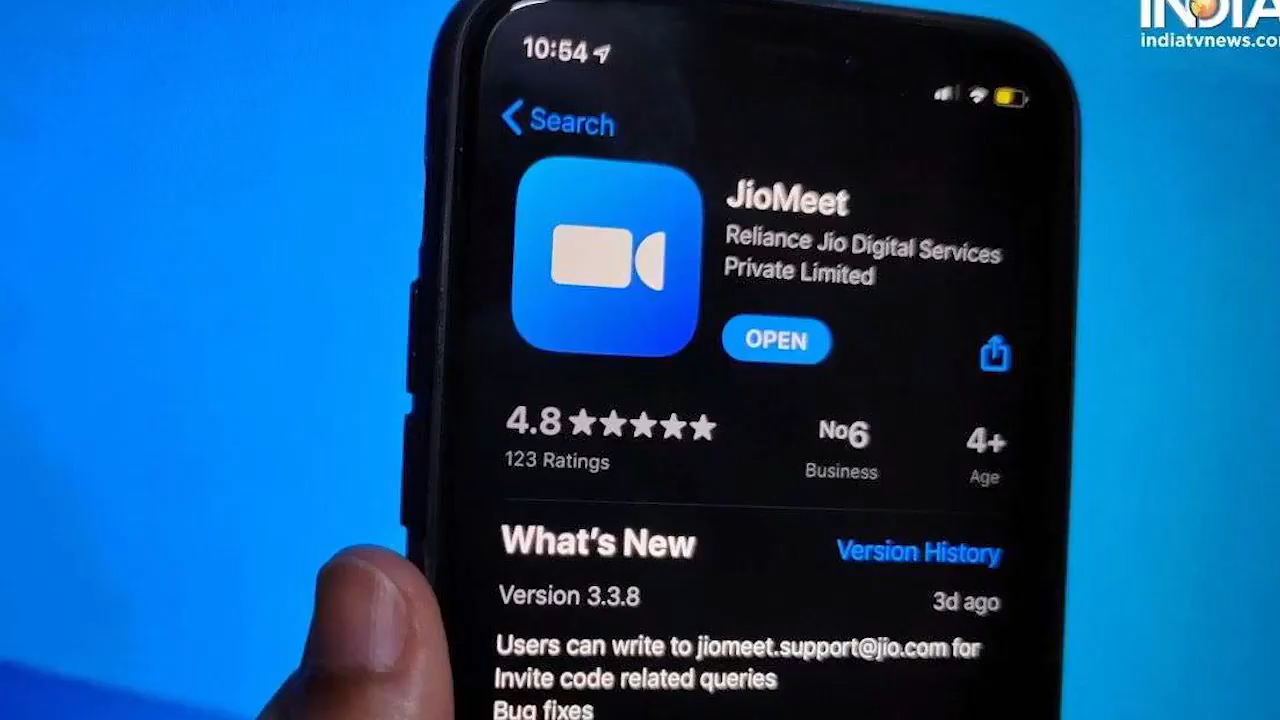 INDIA
indiatvnews.co
10:54
Search
JioMeet
Reliance Jio Digital Services
Private Limited
OPEN
4.8 ★★★★★
No6
4+
123 Ratings
Business
Age
What's New
Version History
Version 3.3.8
3d ago
Users can write to jiomeet.support@jio.com for
Invite code related queries
Bug fixes